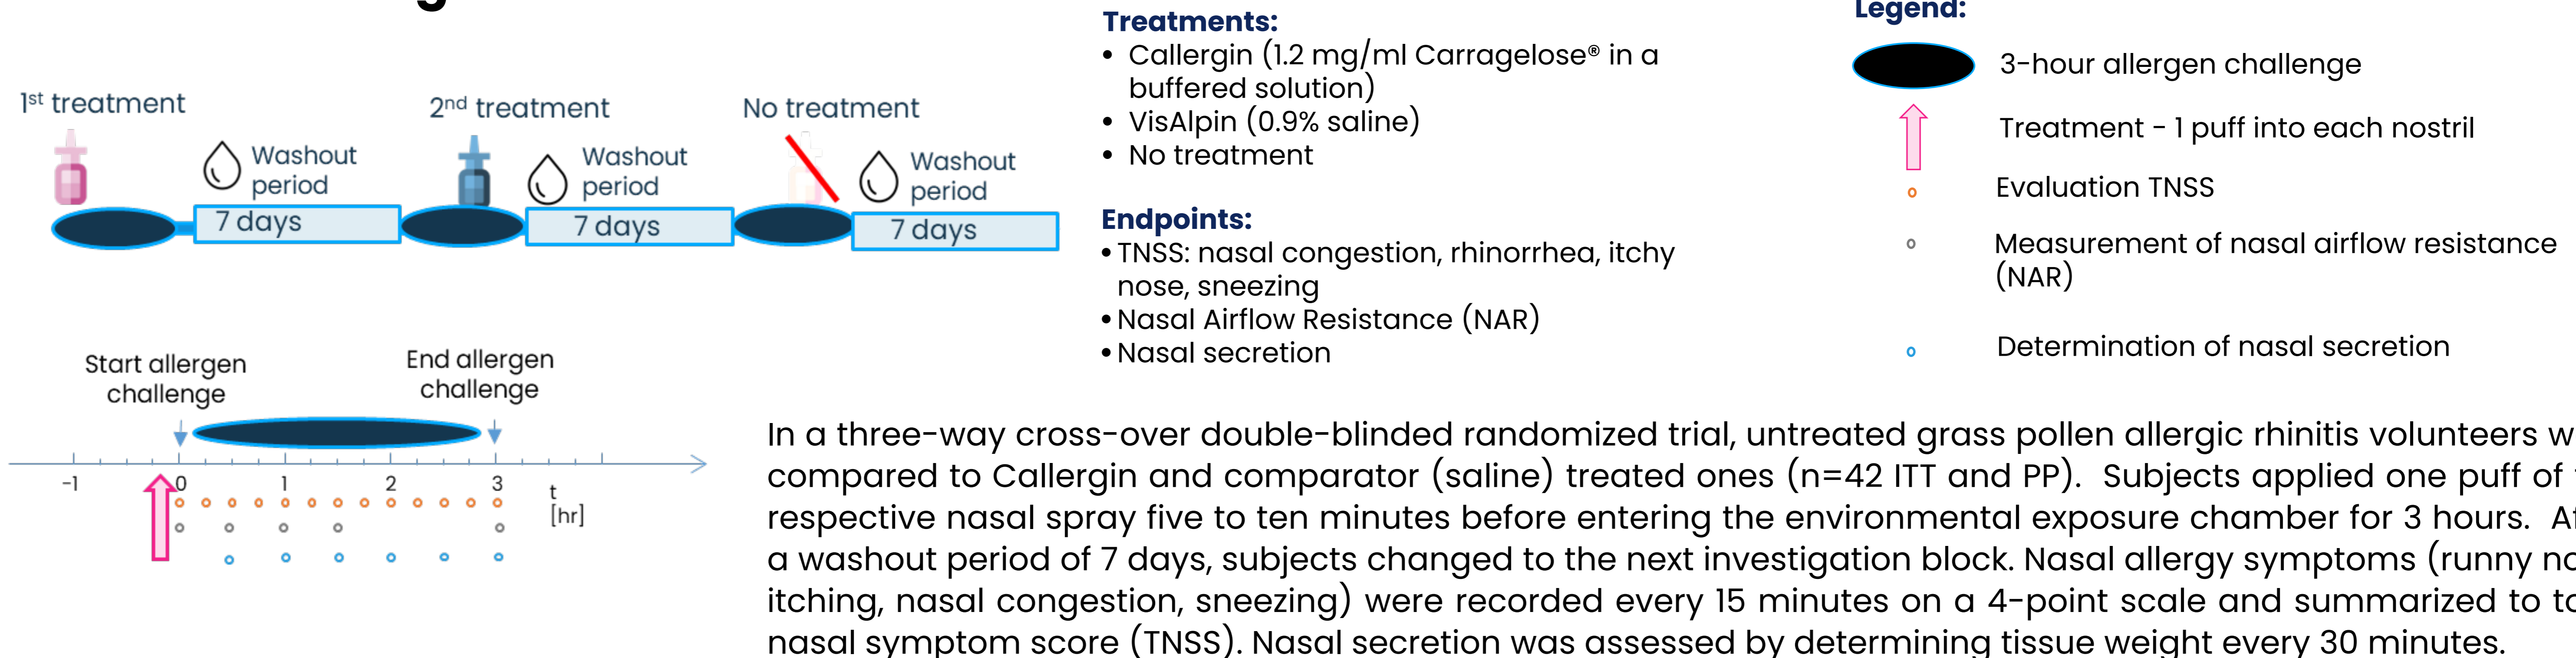 1st treatment
2nd treatment
No treatment
Washout
period
7 days
Washout
period
7 days
Washout
period
7 days
Start allergen
challenge
End allergen
challenge
-1
0
1
2
3
t
[hr]
Treatments:
• Callergin (1.2 mg/ml Carragelose® in a
buffered solution)
• VisAlpin (0.9% saline)
• No treatment
Endpoints:
• TNSS: nasal congestion, rhinorrhea, itchy
nose, sneezing
• Nasal Airflow Resistance (NAR)
• Nasal secretion
Legend:
3-hour allergen challenge
Treatment - 1 puff into each nostril
Evaluation TNSS
Measurement of nasal airflow resistance
(NAR)
Determination of nasal secretion
In a three-way cross-over double-blinded randomized trial, untreated grass pollen allergic rhinitis volunteers
compared to Callergin and comparator (saline) treated ones (n=42 ITT and PP). Subjects applied one puff of
respective nasal spray five to ten minutes before entering the environmental exposure chamber for 3 hours.
a washout period of 7 days, subjects changed to the next investigation block. Nasal allergy symptoms (runny
itching, nasal congestion, sneezing) were recorded every 15 minutes on a 4-point scale and summarized to
nasal symptom score (TNSS). Nasal secretion was assessed by determining tissue weight every 30 minutes.